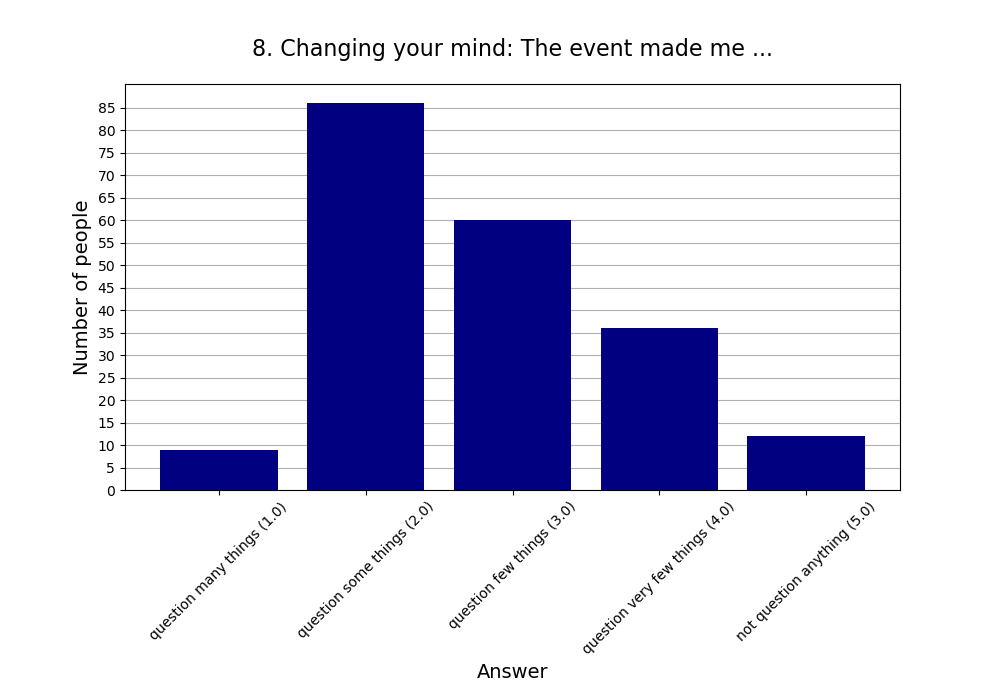 8. Changing your mind: The event made me ...
Number of people
85
80
75
70
65
60
55
50
45
40
35
30
25
20
15
10
5
0
question many things (1.0)
question some things (2.0)
question few things (3.0)
question very few things (4.0)
not question anything (5.0)
Answer